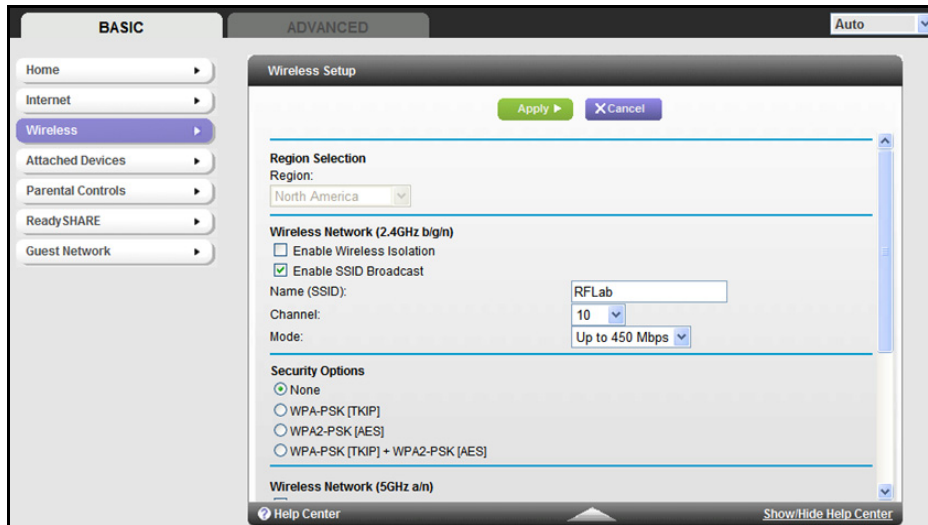 BASIC
ADVANCED
Auto
Home
Internet
Wireless
Attached Devices
Parental Controls
ReadySHARE
Guest Network
Wireless Setup
Apply
Cancel
Region Selection
Region:
North America
Wireless Network (2.4GHz b/g/n)
Enable Wireless Isolation
Enable SSID Broadcast
Name (SSID): RFLab
Channel: 10
Mode: Up to 450 Mbps
Security Options
None
WPA-PSK [TKIP]
WPA2-PSK [AES]
WPA-PSK [TKIP] + WPA2-PSK [AES]
Wireless Network (5GHz a/n)
Help Center
Show/Hide Help Center